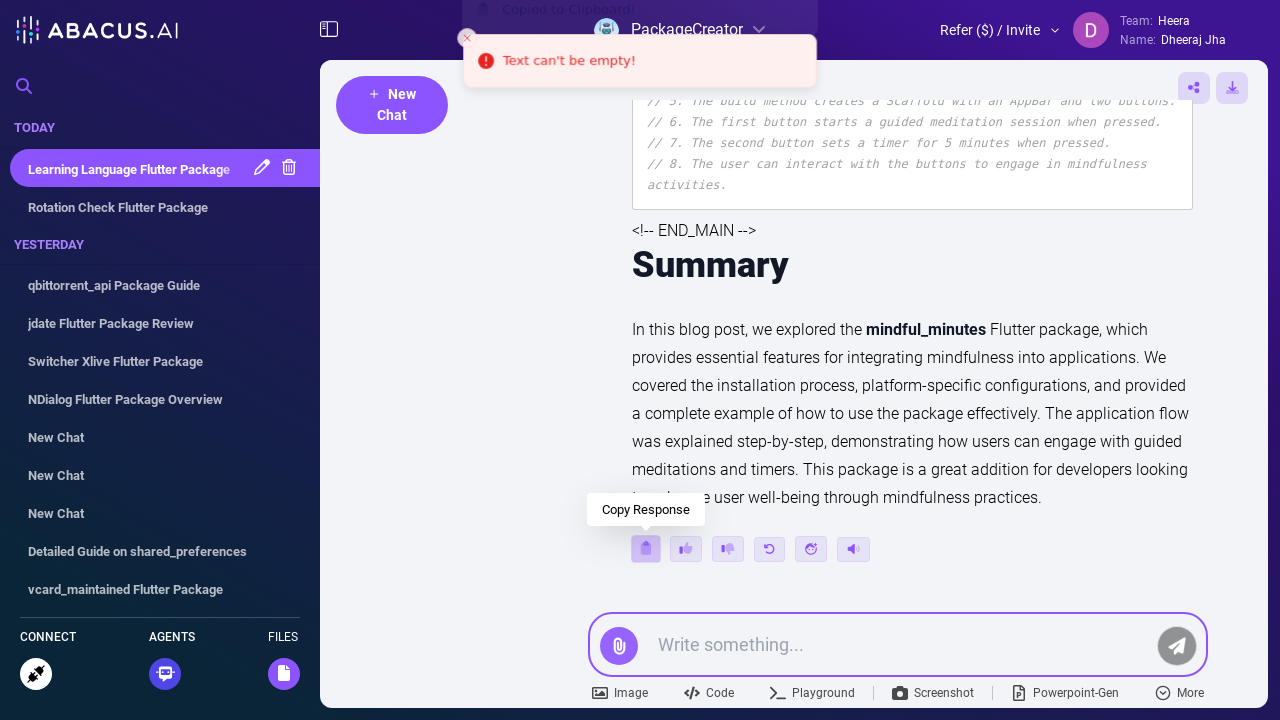 ABACUS.AI
Copied to Clipboard!
PackageCreator
Refer ($) / Invite
D
Team: Heera
Name: Dheeraj Jha
Text can't be empty!
+ New
Chat
TODAY
Learning Language Flutter Package
Rotation Check Flutter Package
YESTERDAY
qbittorrent_api Package Guide
jdate Flutter Package Review
Switcher Xlive Flutter Package
NDialog Flutter Package Overview
New Chat
New Chat
New Chat
Detailed Guide on shared_preferences
vcard_maintained Flutter Package
CONNECT
AGENTS
FILES
// 5. The build method creates a Scaffold with an AppBar and two buttons.
// 6. The first button starts a guided meditation session when pressed.
// 7. The second button sets a timer for 5 minutes when pressed.
// 8. The user can interact with the buttons to engage in mindfulness
activities.
<!-- END_MAIN -->
Summary
In this blog post, we explored the mindful_minutes Flutter package, which
provides essential features for integrating mindfulness into applications. We
covered the installation process, platform-specific configurations, and provided
a complete example of how to use the package effectively. The application flow
was explained step-by-step, demonstrating how users can engage with guided
meditations and timers. This package is a great addition for developers looking
user well-being through mindfulness practices.
Copy Response
Write something...
Image
Code
Playground
Screenshot
Powerpoint-Gen
More